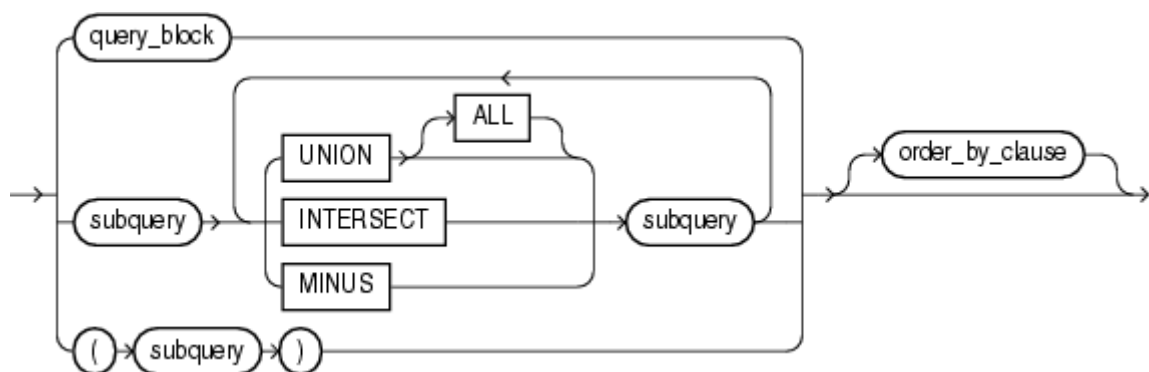 query_block
ALL
UNION
order_by_clause
subquery INTERSECT subquery
MINUS
( subquery )